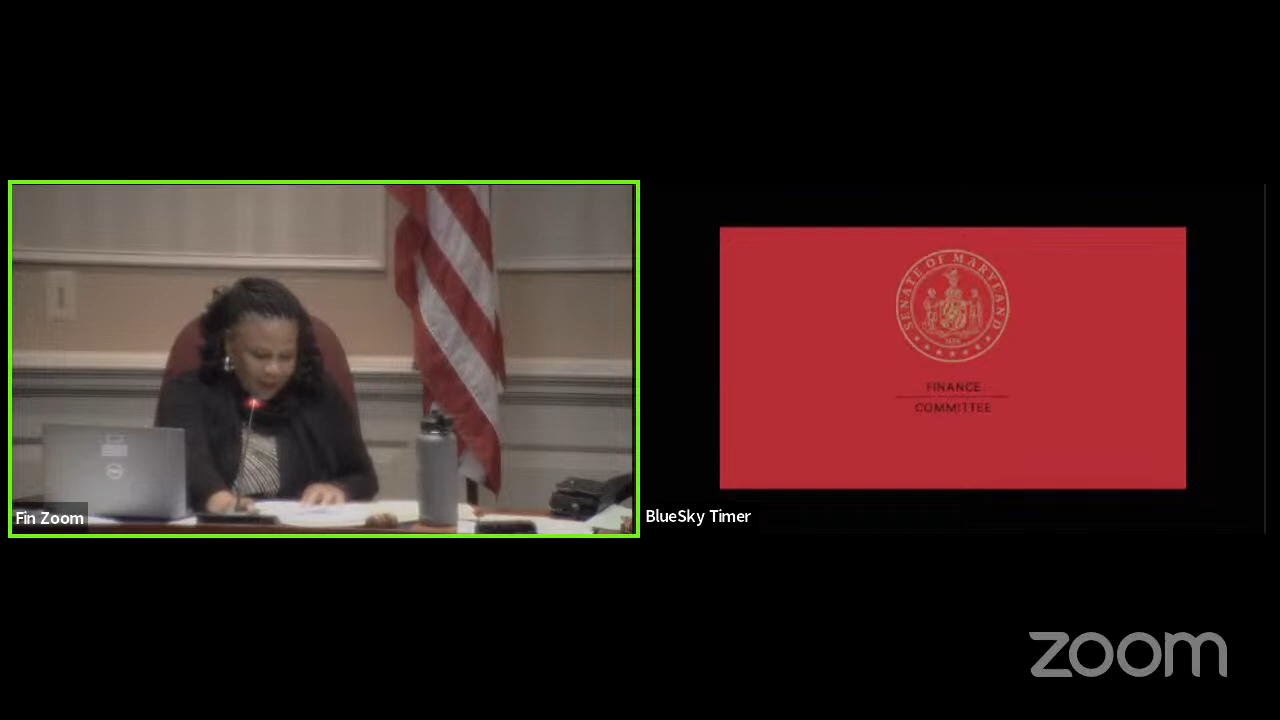 Fin Zoom
SENATE OF MARYLAND
FINANCE
COMMITTEE
BlueSky Timer
zoom